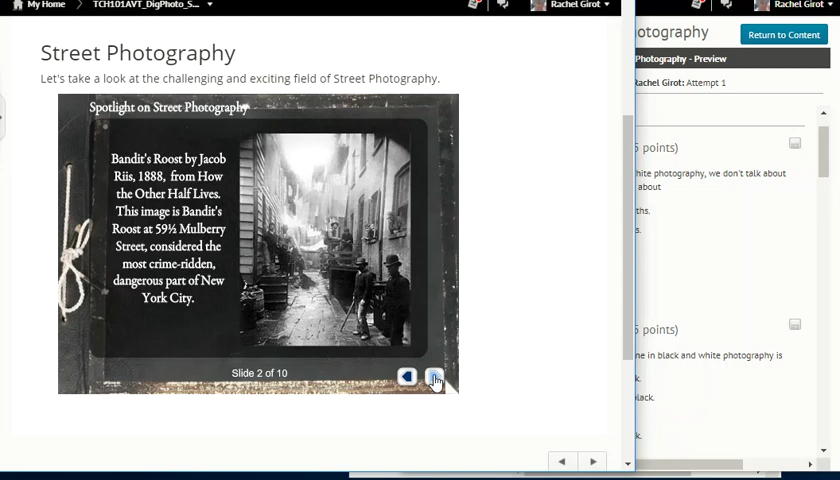 My Home
TCH101AVT_DigPhoto_S...
Rachel Girot
Rachel Girot
Street Photography
Let's take a look at the challenging and exciting field of Street Photography.
Spotlight on Street Photography
Bandit's Roost by Jacob
Riis, 1888, from How
the Other Half Lives.
This image is Bandit's
Roost at 59½ Mulberry
Street, considered the
most crime-ridden,
dangerous part of New
York City.
Slide 2 of 10
otography
Return to Content
Photography - Preview
Rachel Girot: Attempt 1
5 points)
hite photography, we don't talk about
about
ths.
s.
5 points)
ne in black and white photography is
k.
lack.
k.